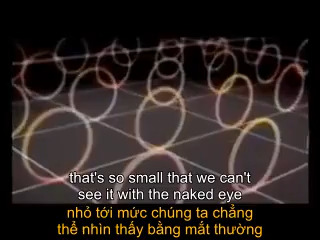 that's so small that we can't
see it with the naked eye
nhỏ tới mức chúng ta chẳng
thể nhìn thấy bằng mắt thường